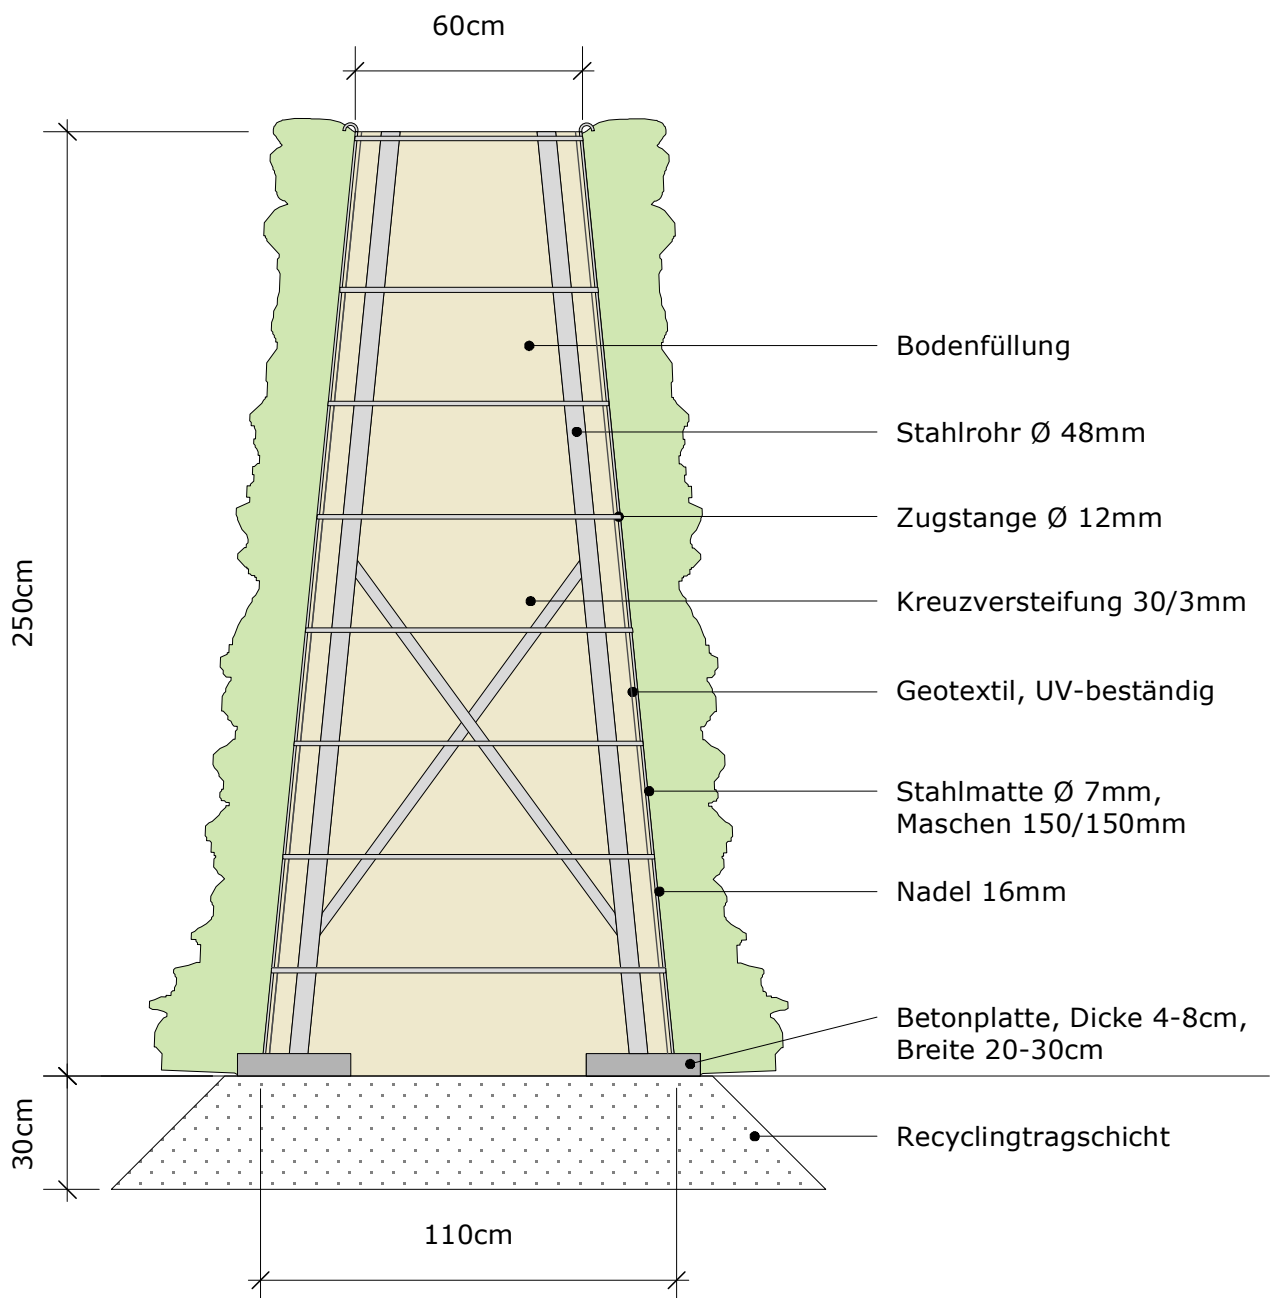 60cm
250cm
Bodenfüllung
Stahlrohr Ø 48mm
Zugstange Ø 12mm
Kreuzversteifung 30/3mm
Geotextil, UV-beständig
Stahlmatte Ø 7mm,
Maschen 150/150mm
Nadel 16mm
Betonplatte, Dicke 4-8cm,
Breite 20-30cm
30cm
Recyclingtragschicht
110cm